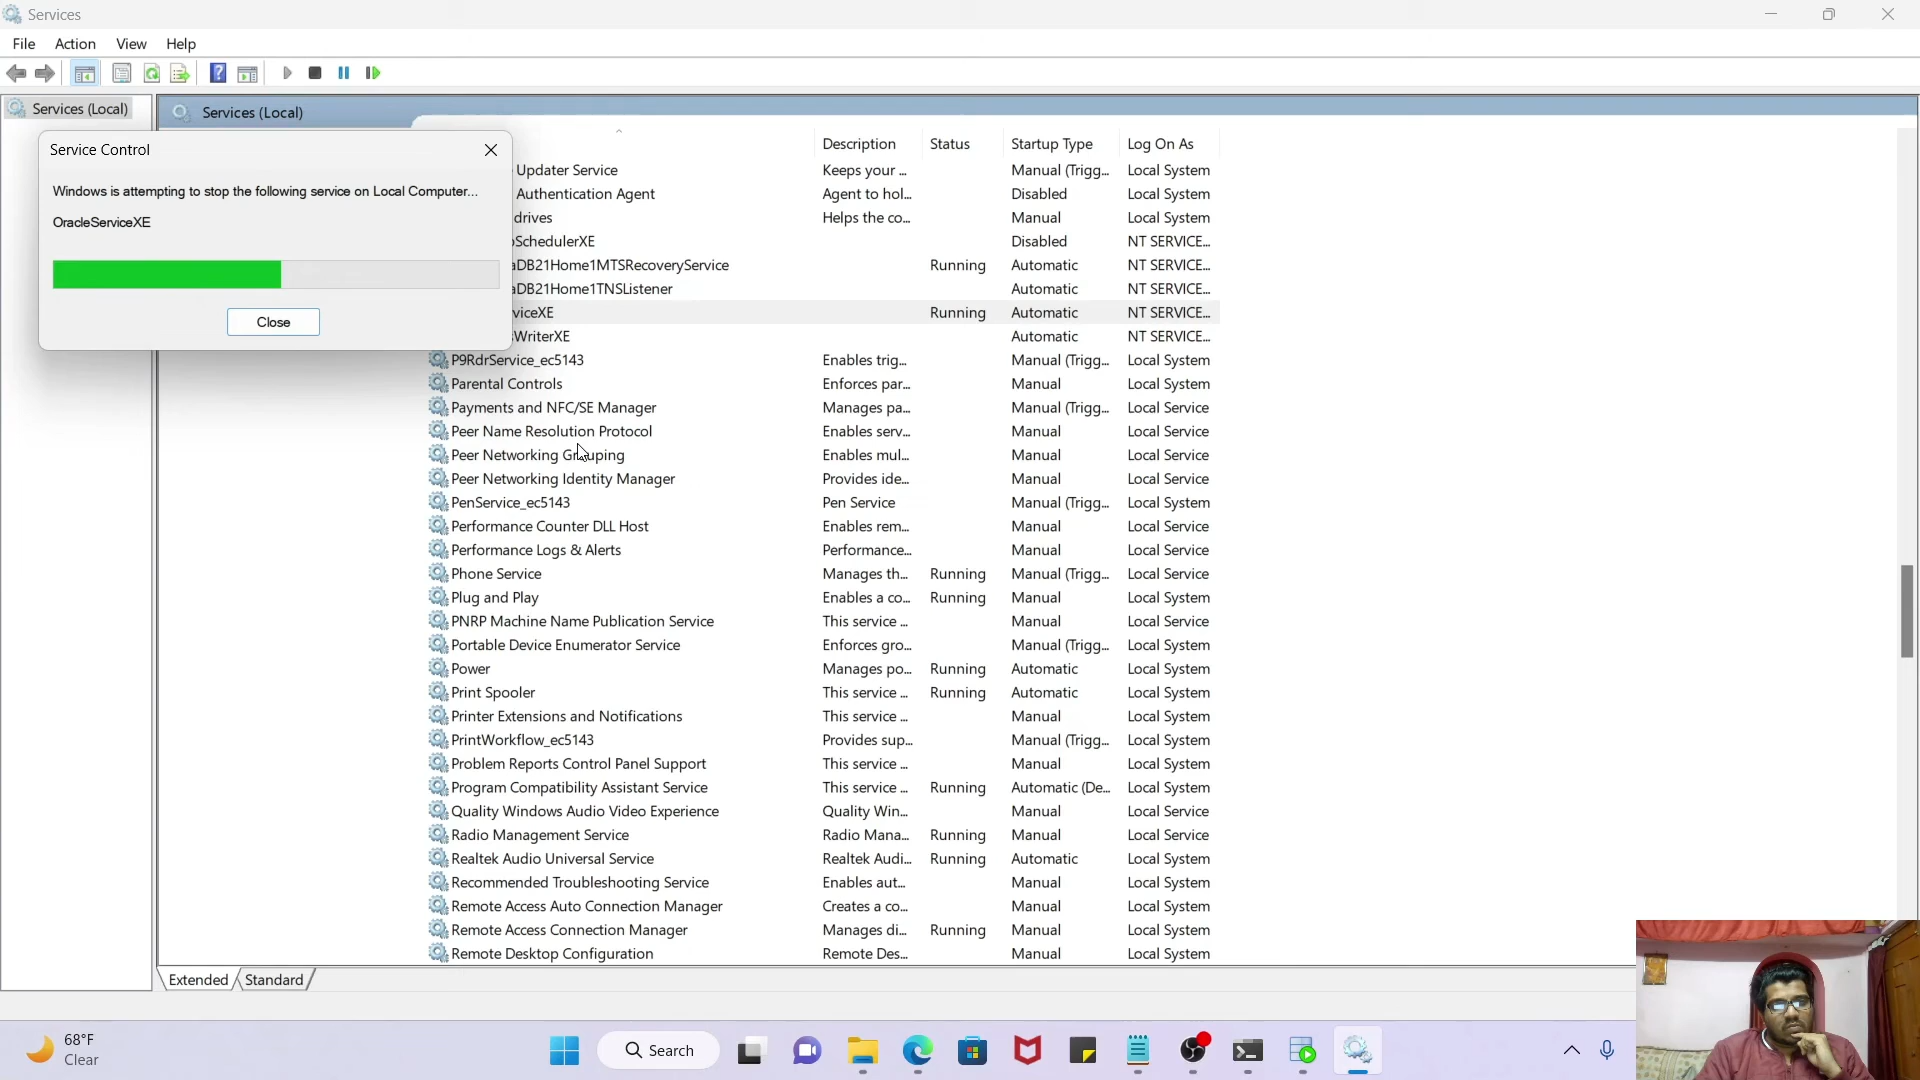 Services
File Action View Help
Services (Local)
Services (Local)
Service Control
Windows is attempting to stop the following service on Local Computer...
OracleServiceXE
Close
Description Status Startup Type Log On As
Updater Service Keeps your ... Manual (Trigg... Local System
Authentication Agent Agent to hol... Disabled Local System
drives Helps the co... Manual Local System
SchedulerXE Disabled NT SERVICE...
aDB21Home1MTSRecoveryService Running Automatic NT SERVICE...
aDB21Home1TNSListener Automatic NT SERVICE...
viceXE Running Automatic NT SERVICE...
sWriterXE Automatic NT SERVICE...
P9RdrService_ec5143 Enables trig... Manual (Trigg... Local System
Parental Controls Enforces par... Manual Local System
Payments and NFC/SE Manager Manages pa... Manual (Trigg... Local Service
Peer Name Resolution Protocol Enables serv... Manual Local Service
Peer Networking Grouping Enables mul... Manual Local Service
Peer Networking Identity Manager Provides ide... Manual Local Service
PenService_ec5143 Pen Service Manual (Trigg... Local System
Performance Counter DLL Host Enables rem... Manual Local Service
Performance Logs & Alerts Performance... Manual Local Service
Phone Service Manages th... Running Manual (Trigg... Local Service
Plug and Play Enables a co... Running Manual Local System
PNRP Machine Name Publication Service This service ... Manual Local Service
Portable Device Enumerator Service Enforces gro... Manual (Trigg... Local System
Power Manages po... Running Automatic Local System
Print Spooler This service ... Running Automatic Local System
Printer Extensions and Notifications This service ... Manual Local System
PrintWorkflow_ec5143 Provides sup... Manual (Trigg... Local System
Problem Reports Control Panel Support This service ... Manual Local System
Program Compatibility Assistant Service This service ... Running Automatic (De... Local System
Quality Windows Audio Video Experience Quality Win... Manual Local Service
Radio Management Service Radio Mana... Running Manual Local Service
Realtek Audio Universal Service Realtek Audi... Running Automatic Local System
Recommended Troubleshooting Service Enables aut... Manual Local System
Remote Access Auto Connection Manager Creates a co... Manual Local System
Remote Access Connection Manager Manages di... Running Manual Local System
Remote Desktop Configuration Remote Des... Manual Local System
Extended Standard
68°F
Clear
Search